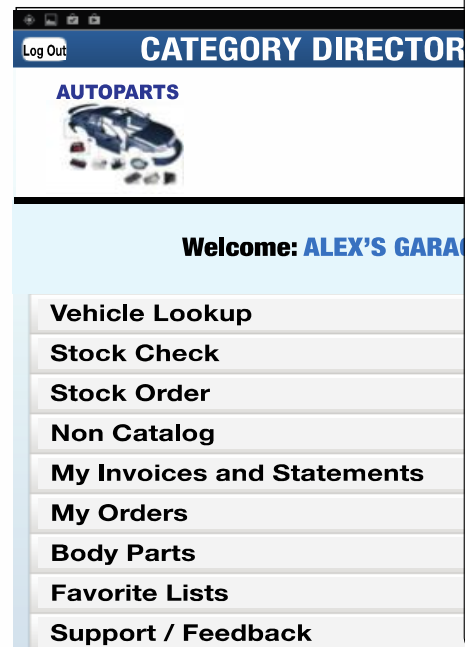 Log Out
CATEGORY DIRECTOR
AUTOPARTS
Welcome: ALEX'S GARA
Vehicle Lookup
Stock Check
Stock Order
Non Catalog
My Invoices and Statements
My Orders
Body Parts
Favorite Lists
Support / Feedback